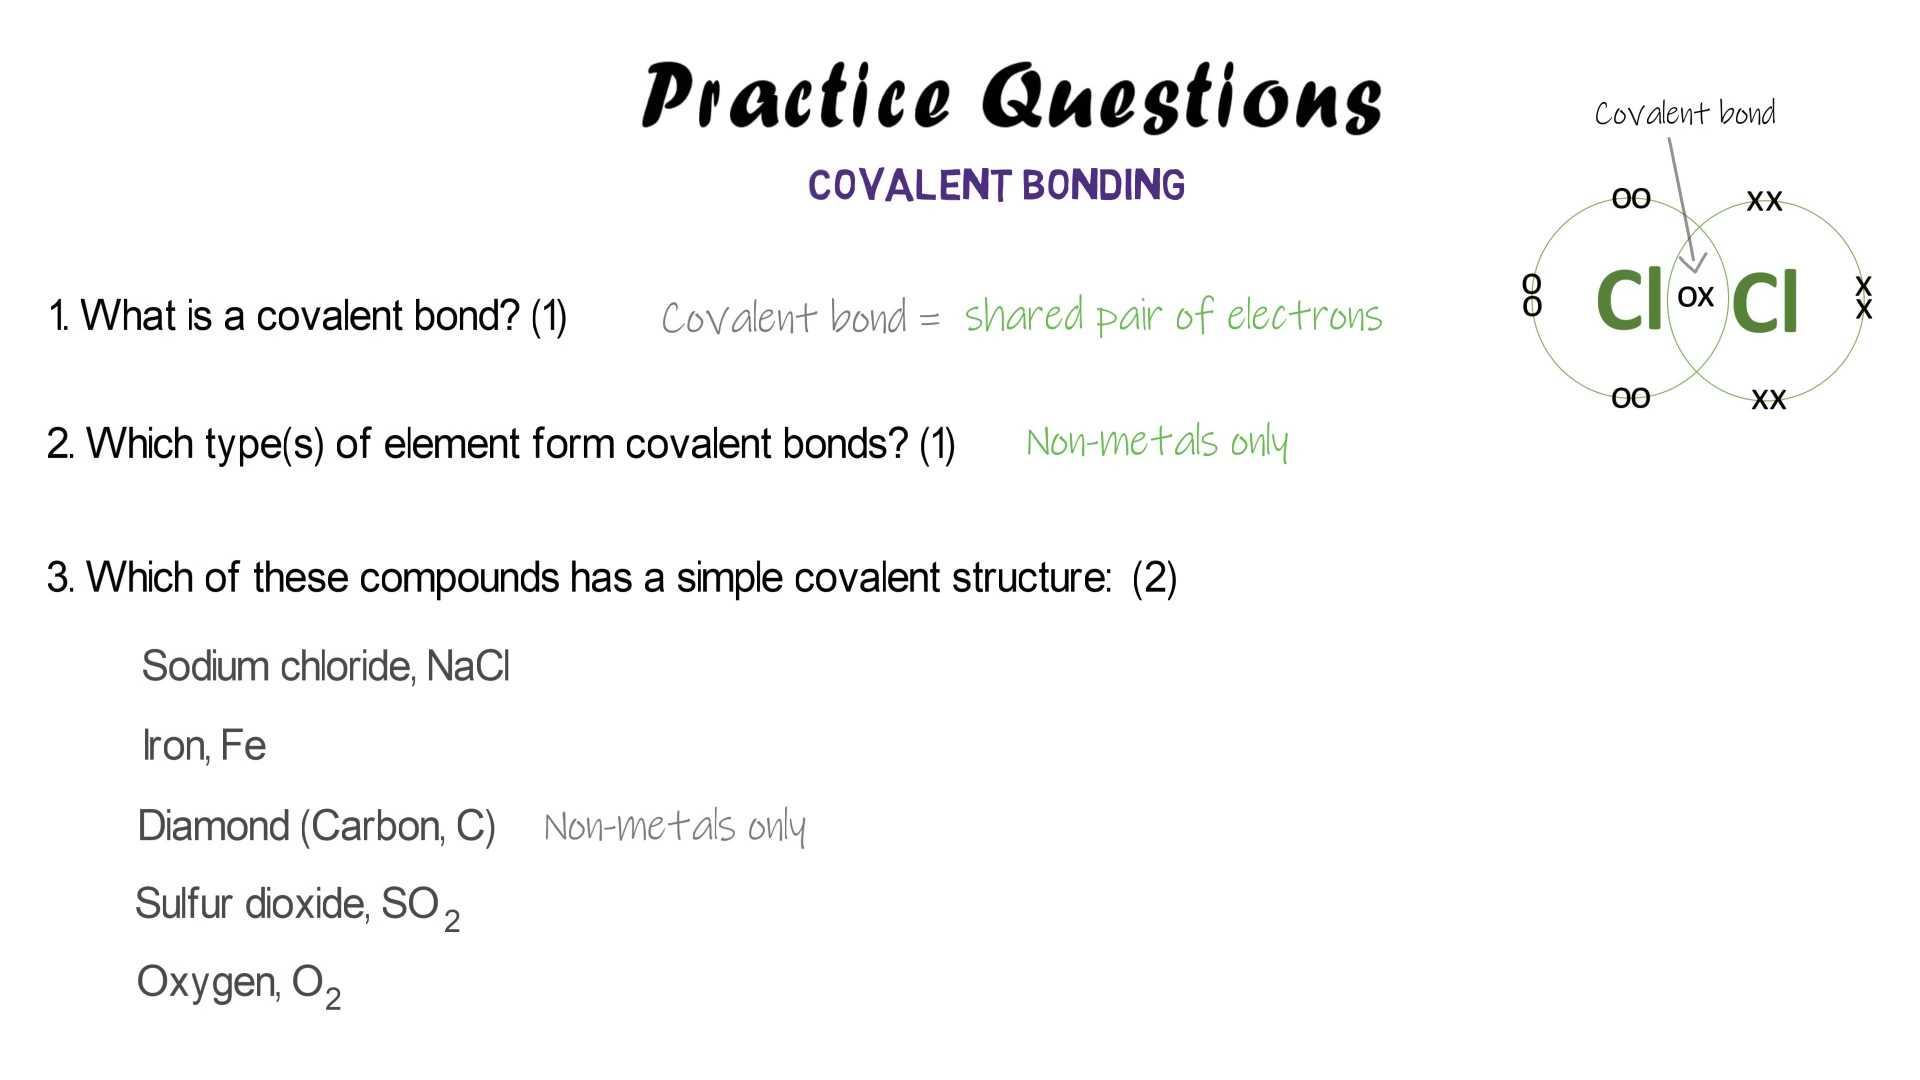 Practice Questions
COVALENT BONDING
Covalent bond
oo xx
o
o
Cl ox Cl
x
x
oo xx
1. What is a covalent bond? (1) Covalent bond = shared pair of electrons
2. Which type(s) of element form covalent bonds? (1) Non-metals only
3. Which of these compounds has a simple covalent structure: (2)
Sodium chloride, NaCl
Iron, Fe
Diamond (Carbon, C) Non-metals only
Sulfur dioxide, SO2
Oxygen, O2